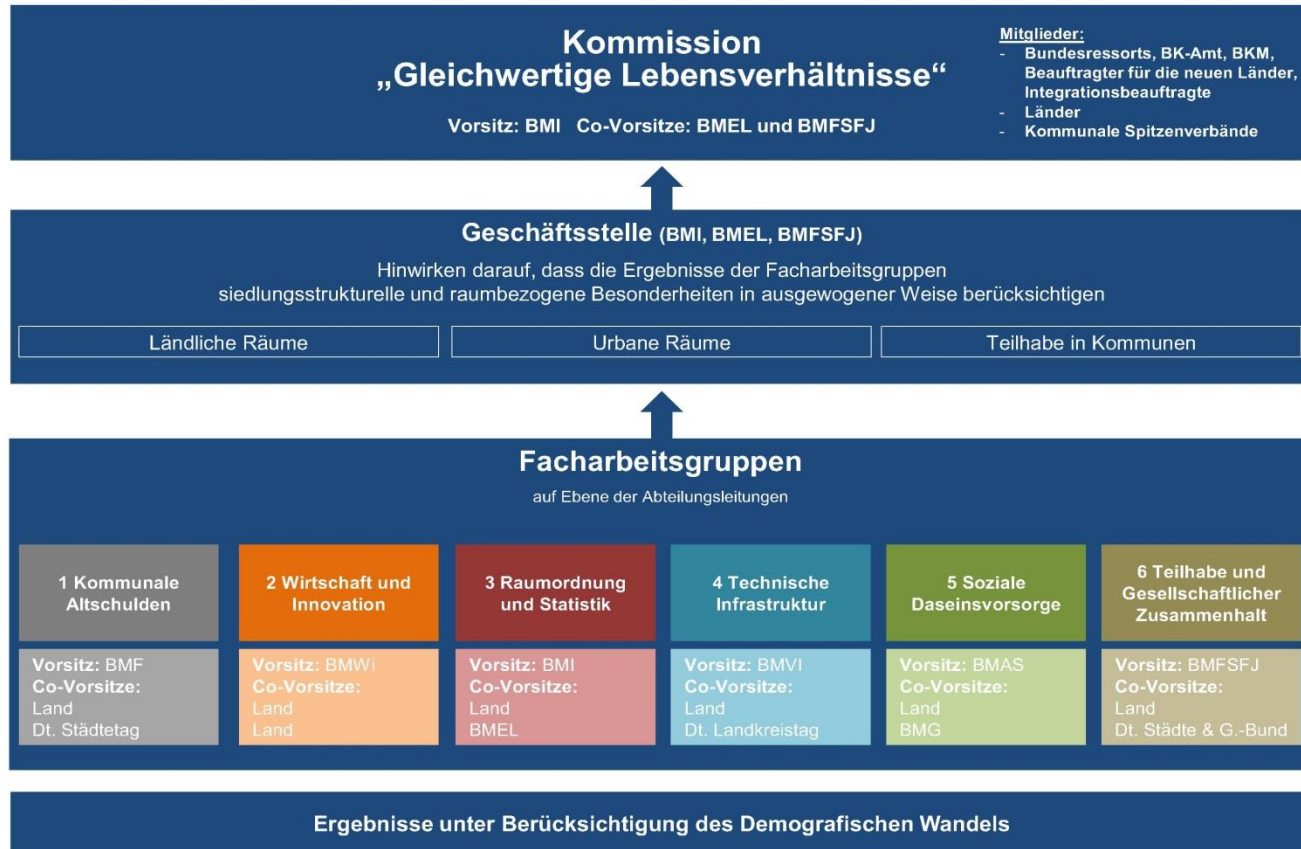 Kommission
„Gleichwertige Lebensverhältnisse“
Vorsitz: BMI Co-Vorsitze: BMEL und BMFSFJ
Mitglieder:
- Bundesressorts, BK-Amt, BKM,
Beauftragter für die neuen Länder,
Integrationsbeauftragte
- Länder
- Kommunale Spitzenverbände
Geschäftsstelle (BMI, BMEL, BMFSFJ)
Hinwirken darauf, dass die Ergebnisse der Facharbeitsgruppen
siedlungsstrukturelle und raumbezogene Besonderheiten in ausgewogener Weise berücksichtigen
Ländliche Räume
Urbane Räume
Teilhabe in Kommunen
Facharbeitsgruppen
auf Ebene der Abteilungsleitungen
1 Kommunale
Altschulden
Vorsitz: BMF
Co-Vorsitze:
Land
Dt. Städtetag
2 Wirtschaft und
Innovation
Vorsitz: BMWi
Co-Vorsitze:
Land
Land
3 Raumordnung
und Statistik
Vorsitz: BMI
Co-Vorsitze:
Land
BMEL
4 Technische
Infrastruktur
Vorsitz: BMVI
Co-Vorsitze:
Land
Dt. Landkreistag
5 Soziale
Daseinsvorsorge
Vorsitz: BMAS
Co-Vorsitze:
Land
BMG
6 Teilhabe und
Gesellschaftlicher
Zusammenhalt
Vorsitz: BMFSFJ
Co-Vorsitze:
Land
Dt. Städte & G.-Bund
Ergebnisse unter Berücksichtigung des Demografischen Wandels